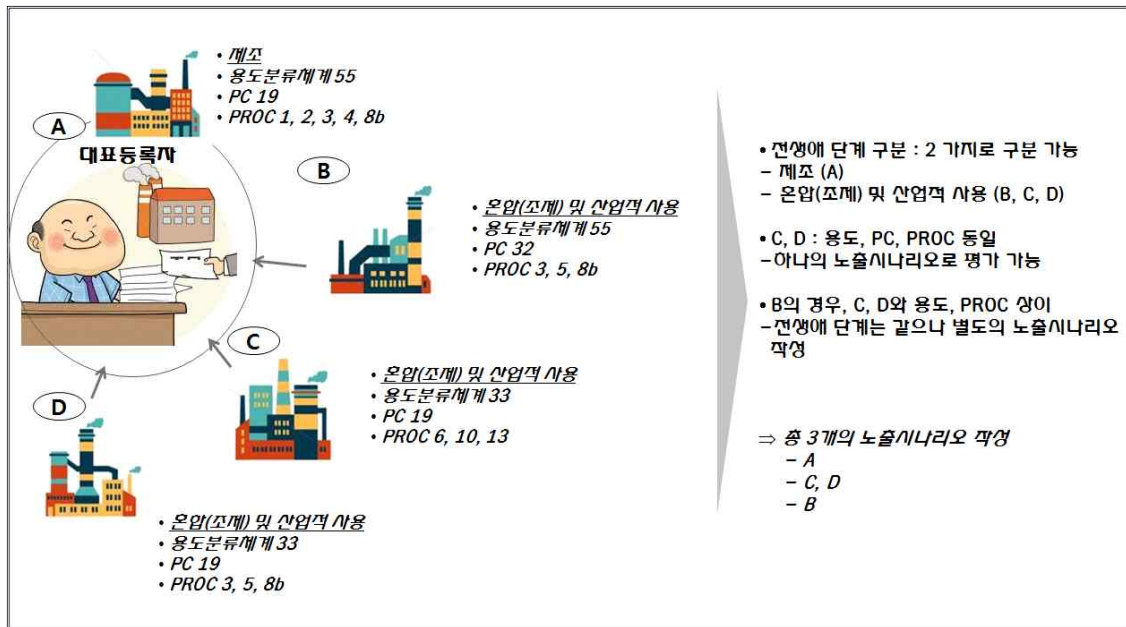 • 제조
• 용도분류체계 55
• PC 19
• PROC 1, 2, 3, 4, 8b
A
대표등록자
B
• 혼합(조제) 및 산업적 사용
• 용도분류체계 55
• PC 32
• PROC 3, 5, 8b
C
• 혼합(조제) 및 산업적 사용
• 용도분류체계 33
• PC 19
• PROC 6, 10, 13
D
• 혼합(조제) 및 산업적 사용
• 용도분류체계 33
• PC 19
• PROC 3, 5, 8b
• 전생애 단계 구분 : 2 가지로 구분 가능
– 제조 (A)
– 혼합(조제) 및 산업적 사용 (B, C, D)
• C, D : 용도, PC, PROC 동일
–하나의 노출시나리오로 평가 가능
• B의 경우, C, D와 용도, PROC 상이
–전생애 단계는 같으나 별도의 노출시나리오
작성
⇒ 총 3개의 노출시나리오 작성
– A
– C, D
– B